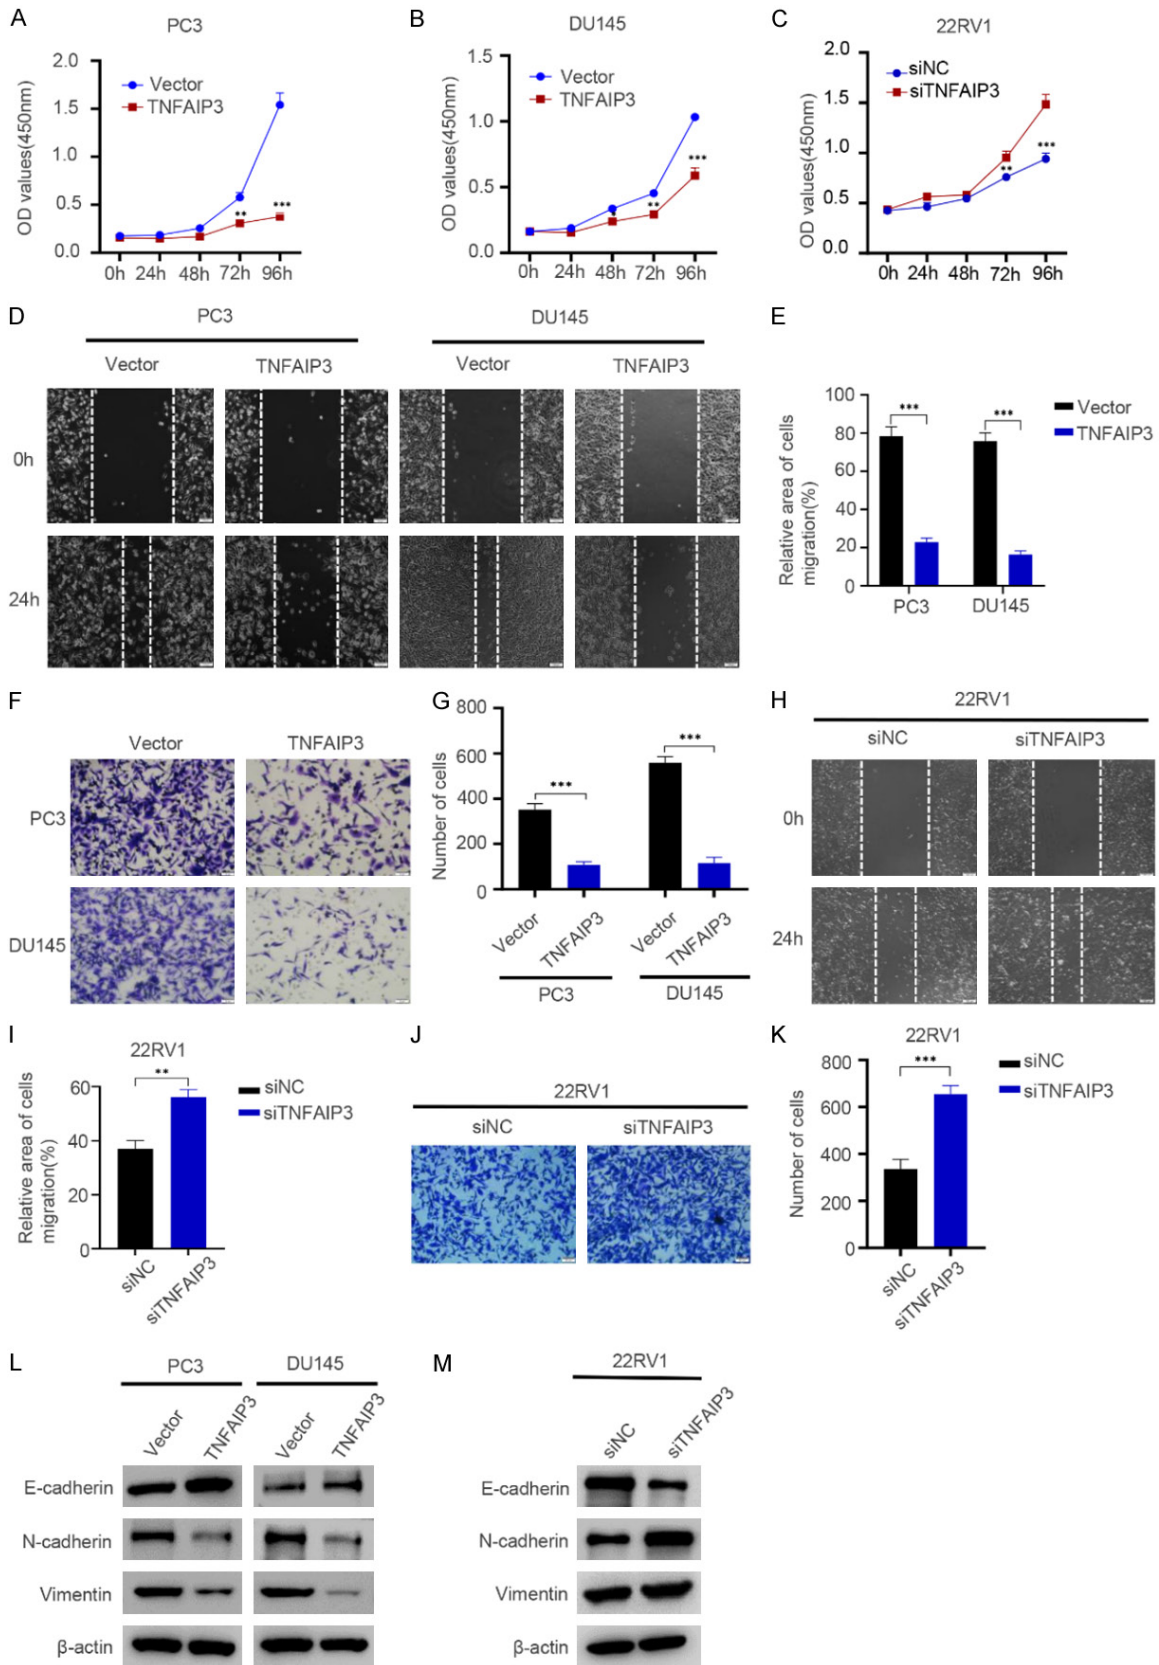 A
PC3
OD values(450nm)
2.0
1.5
1.0
0.5
0.0
Vector
TNFAIP3
**
***
0h 24h 48h 72h 96h
B
DU145
OD values(450nm)
1.5
1.0
0.5
0.0
Vector
TNFAIP3
*
**
***
0h 24h 48h 72h 96h
C
22RV1
OD values(450nm)
2.0
1.5
1.0
0.5
0.0
siNC
siTNFAIP3
**
***
0h 24h 48h 72h 96h
D
PC3 DU145
Vector TNFAIP3 Vector TNFAIP3
0h
24h
E
Relative area of cells
migration(%)
100
80
60
40
20
0
*** ***
Vector
TNFAIP3
PC3 DU145
F
Vector TNFAIP3
PC3
DU145
G
Number of cells
800
600
400
200
0
*** ***
Vector TNFAIP3 Vector TNFAIP3
PC3 DU145
H
22RV1
siNC siTNFAIP3
0h
24h
I
22RV1
Relative area of cells
migration(%)
60
40
20
0
**
siNC
siTNFAIP3
siNC siTNFAIP3
J
22RV1
siNC siTNFAIP3
K
22RV1
Number of cells
800
600
400
200
0
***
siNC
siTNFAIP3
siNC siTNFAIP3
L
PC3 DU145
Vector TNFAIP3 Vector TNFAIP3
E-cadherin
N-cadherin
Vimentin
β-actin
M
22RV1
siNC siTNFAIP3
E-cadherin
N-cadherin
Vimentin
β-actin